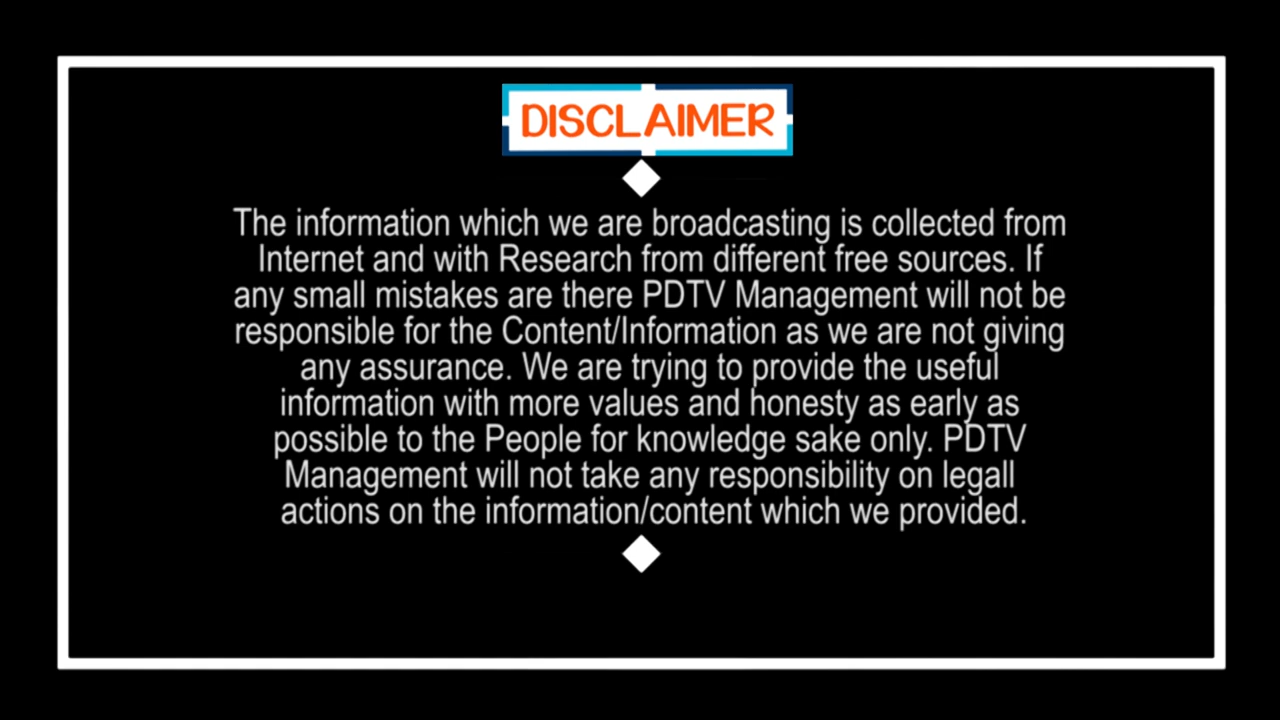 DISCLAIMER
The information which we are broadcasting is collected from
Internet and with Research from different free sources. If
any small mistakes are there PDTV Management will not be
responsible for the Content/Information as we are not giving
any assurance. We are trying to provide the useful
information with more values and honesty as early as
possible to the People for knowledge sake only. PDTV
Management will not take any responsibility on legall
actions on the information/content which we provided.